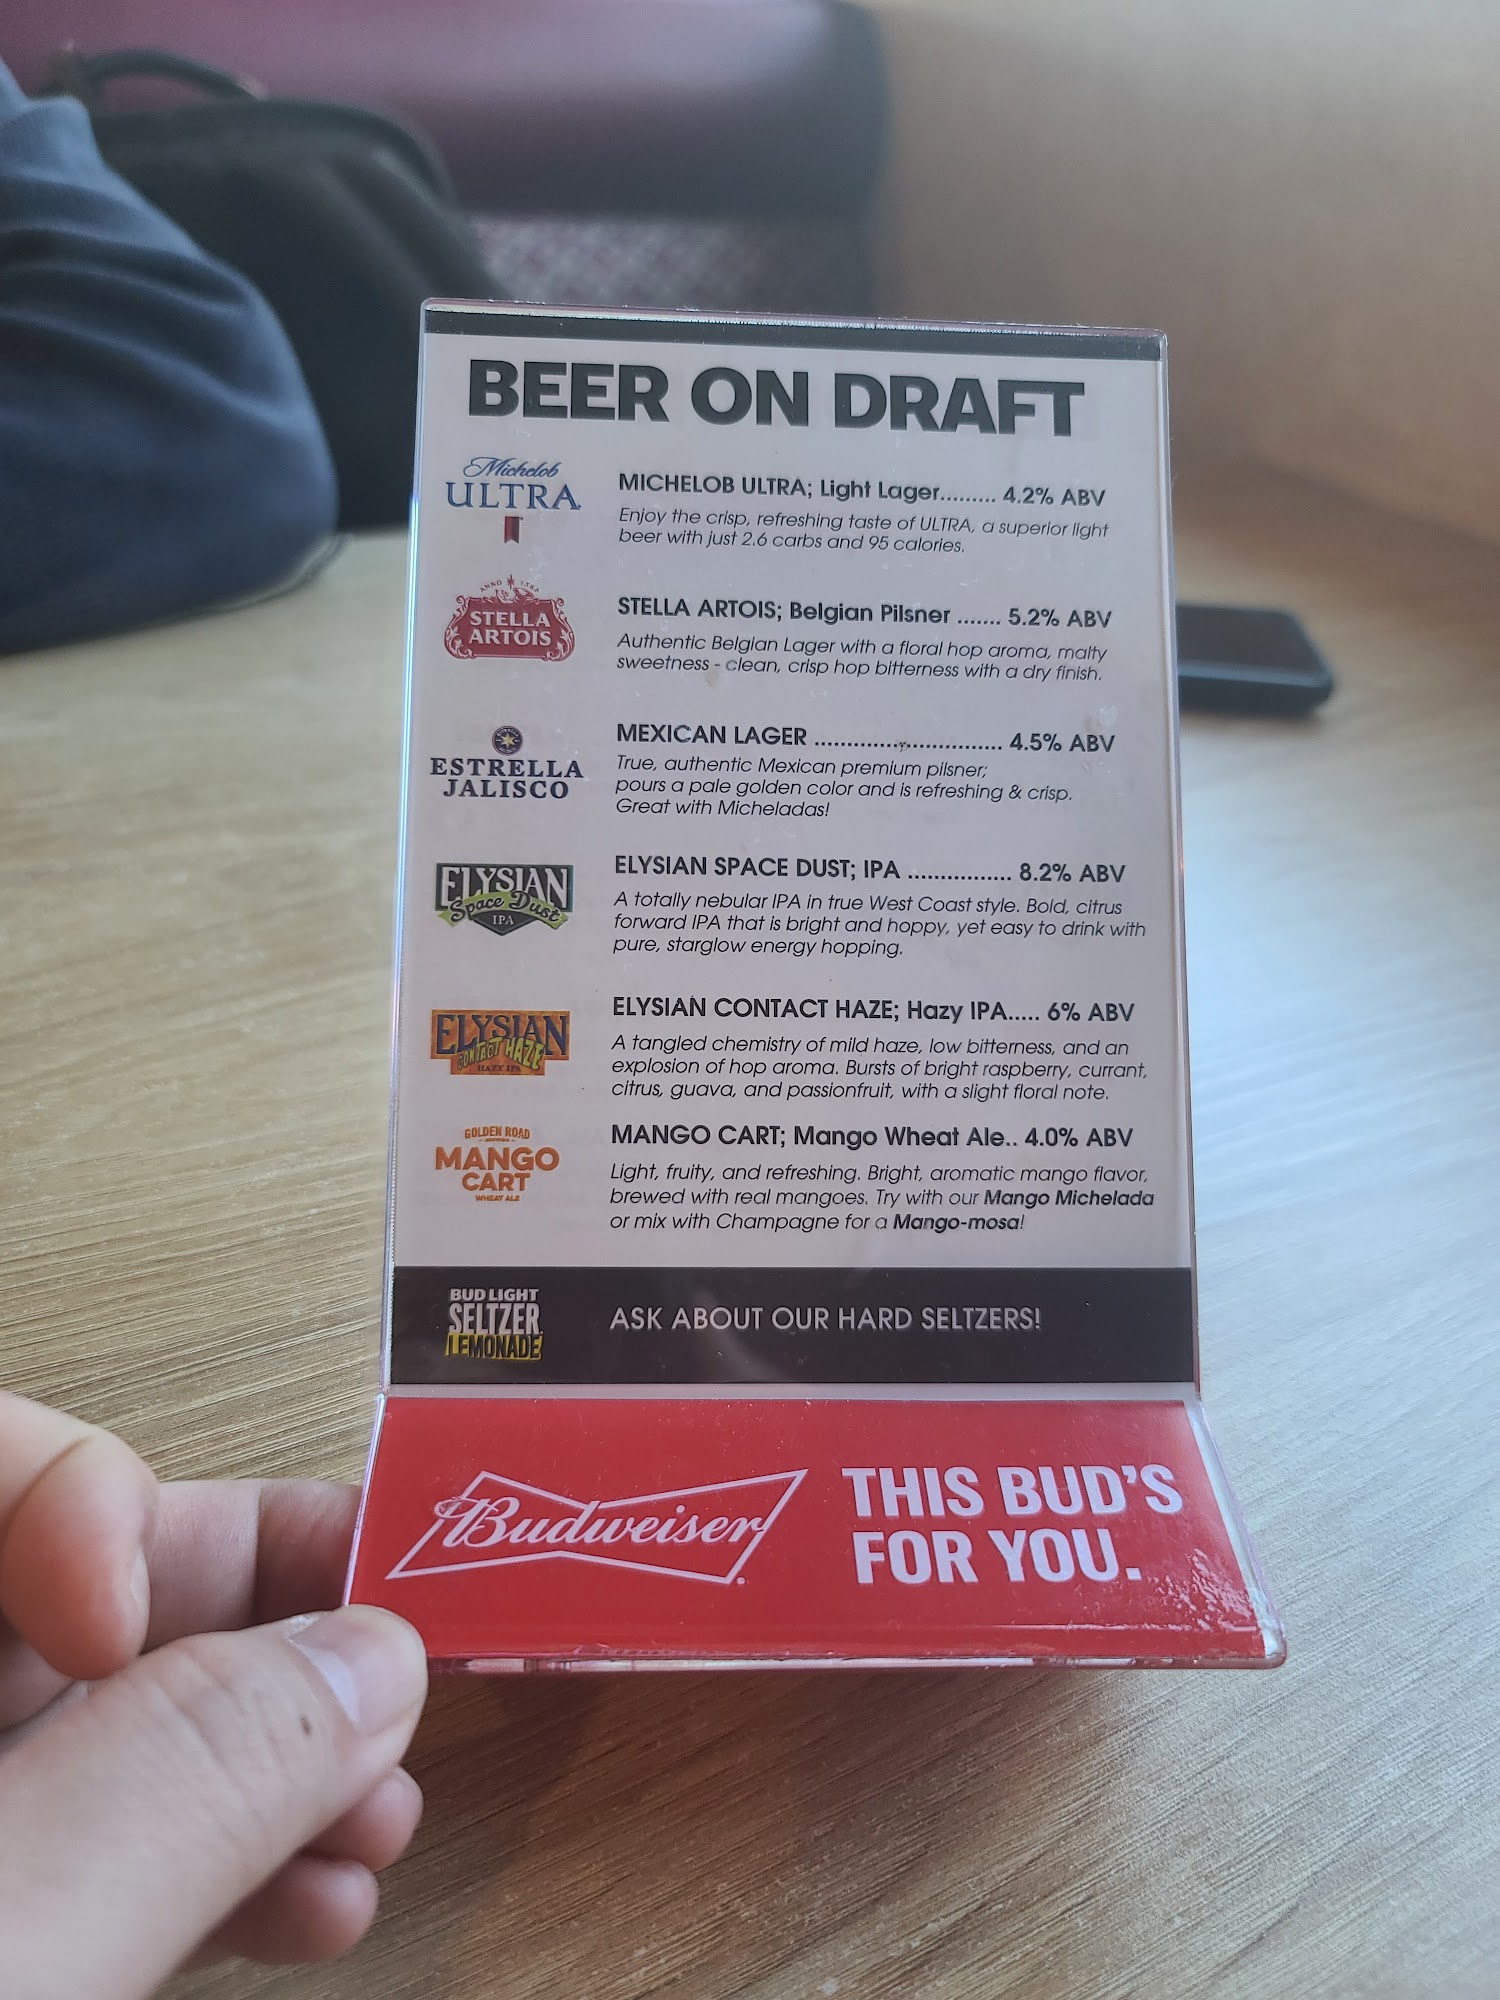 BEER ON DRAFT
Michelob
ULTRA
MICHELOB ULTRA; Light Lager......... 4.2% ABV
Enjoy the crisp, refreshing taste of ULTRA, a superior light
beer with just 2.6 carbs and 95 calories.
ANNO 1366
STELLA
ARTOIS
STELLA ARTOIS; Belgian Pilsner ....... 5.2% ABV
Authentic Belgian Lager with a floral hop aroma, malty
sweetness - clean, crisp hop bitterness with a dry finish.
ESTRELLA
JALISCO
MEXICAN LAGER ............................. 4.5% ABV
True, authentic Mexican premium pilsner;
pours a pale golden color and is refreshing & crisp.
Great with Micheladas!
ELYSIAN
Space Dust
IPA
ELYSIAN SPACE DUST; IPA ................ 8.2% ABV
A totally nebular IPA in true West Coast style. Bold, citrus
forward IPA that is bright and hoppy, yet easy to drink with
pure, starglow energy hopping.
ELYSIAN
CONTACT HAZE
HAZY IPA
ELYSIAN CONTACT HAZE; Hazy IPA..... 6% ABV
A tangled chemistry of mild haze, low bitterness, and an
explosion of hop aroma. Bursts of bright raspberry, currant,
citrus, guava, and passionfruit, with a slight floral note.
GOLDEN ROAD
MANGO
CART
WHEAT ALE
MANGO CART; Mango Wheat Ale.. 4.0% ABV
Light, fruity, and refreshing. Bright, aromatic mango flavor,
brewed with real mangoes. Try with our Mango Michelada
or mix with Champagne for a Mango-mosa!
BUD LIGHT
SELTZER
LEMONADE
ASK ABOUT OUR HARD SELTZERS!
Budweiser
THIS BUD'S
FOR YOU.